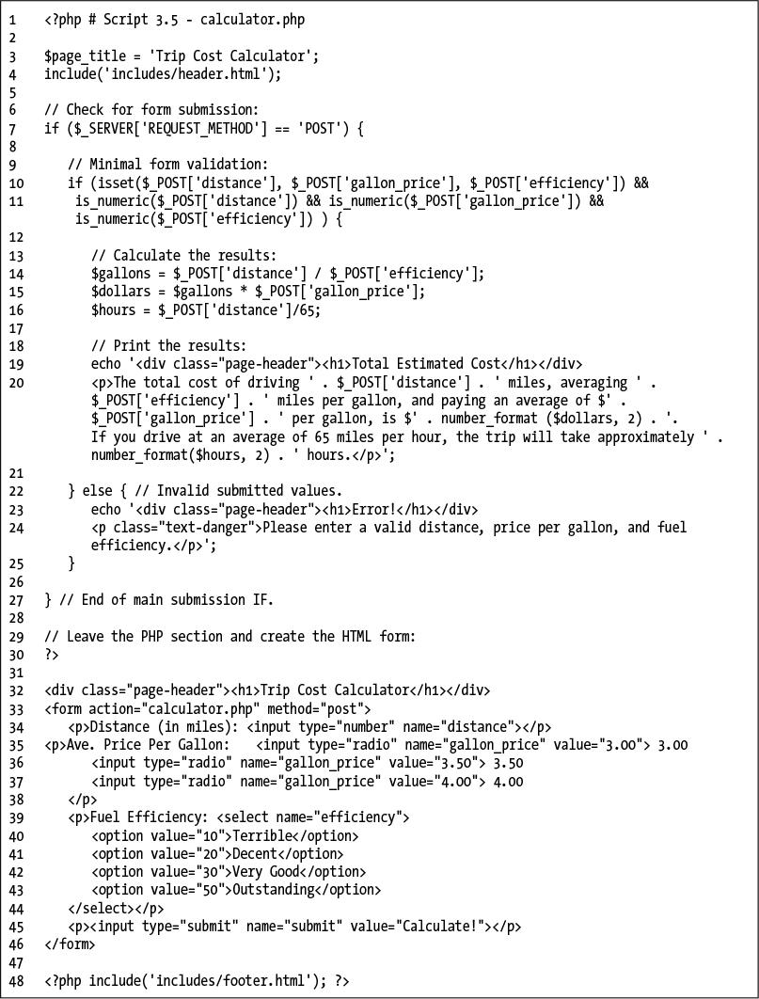 1 <?php # Script 3.5 - calculator.php
2
3 $page_title = 'Trip Cost Calculator';
4 include('includes/header.html');
5
6 // Check for form submission:
7 if ($_SERVER['REQUEST_METHOD'] == 'POST') {
8
9 // Minimal form validation:
10 if (isset($_POST['distance'], $_POST['gallon_price'], $_POST['efficiency']) &&
11 is_numeric($_POST['distance']) && is_numeric($_POST['gallon_price']) &&
is_numeric($_POST['efficiency']) ) {
12
13 // Calculate the results:
14 $gallons = $_POST['distance'] / $_POST['efficiency'];
15 $dollars = $gallons * $_POST['gallon_price'];
16 $hours = $_POST['distance']/65;
17
18 // Print the results:
19 echo '<div class="page-header"><h1>Total Estimated Cost</h1></div>
20 <p>The total cost of driving ' . $_POST['distance'] . ' miles, averaging ' .
$_POST['efficiency'] . ' miles per gallon, and paying an average of $' .
$_POST['gallon_price'] . ' per gallon, is $' . number_format ($dollars, 2) . '.
If you drive at an average of 65 miles per hour, the trip will take approximately ' .
number_format($hours, 2) . ' hours.</p>';
21
22 } else { // Invalid submitted values.
23 echo '<div class="page-header"><h1>Error!</h1></div>
24 <p class="text-danger">Please enter a valid distance, price per gallon, and fuel
efficiency.</p>';
25 }
26
27 } // End of main submission IF.
28
29 // Leave the PHP section and create the HTML form:
30 ?>
31
32 <div class="page-header"><h1>Trip Cost Calculator</h1></div>
33 <form action="calculator.php" method="post">
34 <p>Distance (in miles): <input type="number" name="distance"></p>
35 <p>Ave. Price Per Gallon: <input type="radio" name="gallon_price" value="3.00"> 3.00
36 <input type="radio" name="gallon_price" value="3.50"> 3.50
37 <input type="radio" name="gallon_price" value="4.00"> 4.00
38 </p>
39 <p>Fuel Efficiency: <select name="efficiency">
40 <option value="10">Terrible</option>
41 <option value="20">Decent</option>
42 <option value="30">Very Good</option>
43 <option value="50">Outstanding</option>
44 </select></p>
45 <p><input type="submit" name="submit" value="Calculate!"></p>
46 </form>
47
48 <?php include('includes/footer.html'); ?>